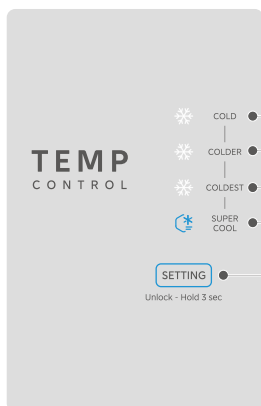 COLD
COLDER
TEMP
CONTROL
COLDEST
SUPER
COOL
SETTING
Unlock - Hold 3 sec